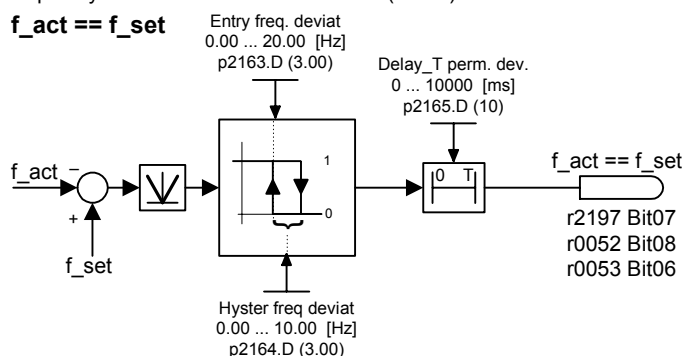 f_act == f_set
Entry freq. deviat
0.00 ... 20.00 [Hz]
p2163.D (3.00)
Delay_T perm. dev.
0 ... 10000 [ms]
p2165.D (10)
f_act
−
+
f_set
1
0
0 T
f_act == f_set
r2197 Bit07
r0052 Bit08
r0053 Bit06
Hyster freq deviat
0.00 ... 10.00 [Hz]
p2164.D (3.00)